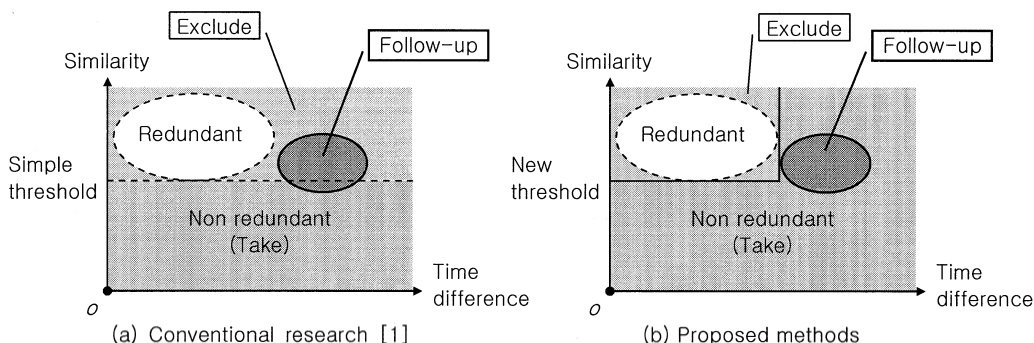 Exclude
Follow-up
Similarity
Redundant
Simple
threshold
Non redundant
(Take)
Time
difference
o
(a) Conventional research [1]
Exclude
Follow-up
Similarity
Redundant
New
threshold
Non redundant
(Take)
Time
difference
o
(b) Proposed methods